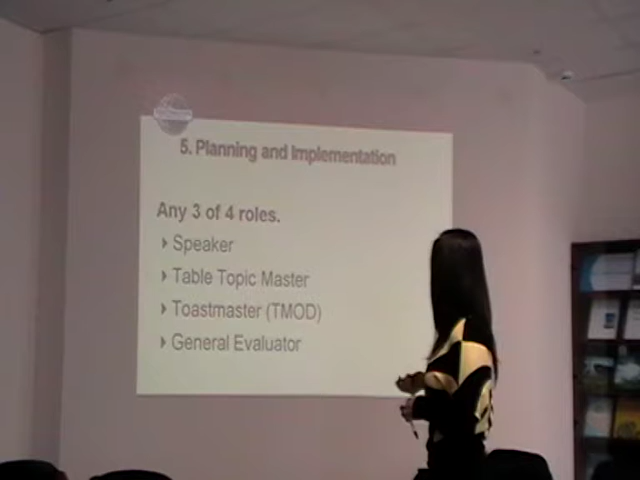 5. Planning and Implementation
Any 3 of 4 roles.
Speaker
Table Topic Master
Toastmaster (TMOD)
General Evaluator